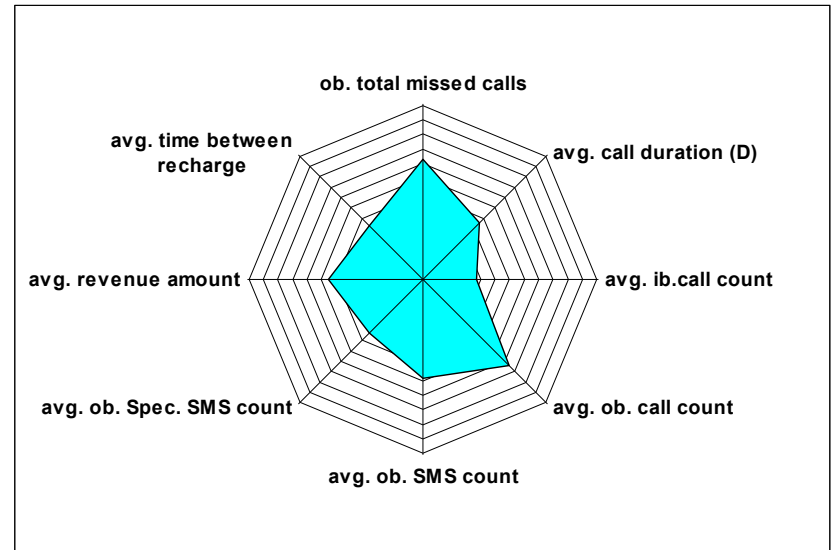 ob. total missed calls
avg. time between
recharge
avg. call duration (D)
avg. revenue amount
avg. ib.call count
avg. ob. Spec. SMS count
avg. ob. call count
avg. ob. SMS count